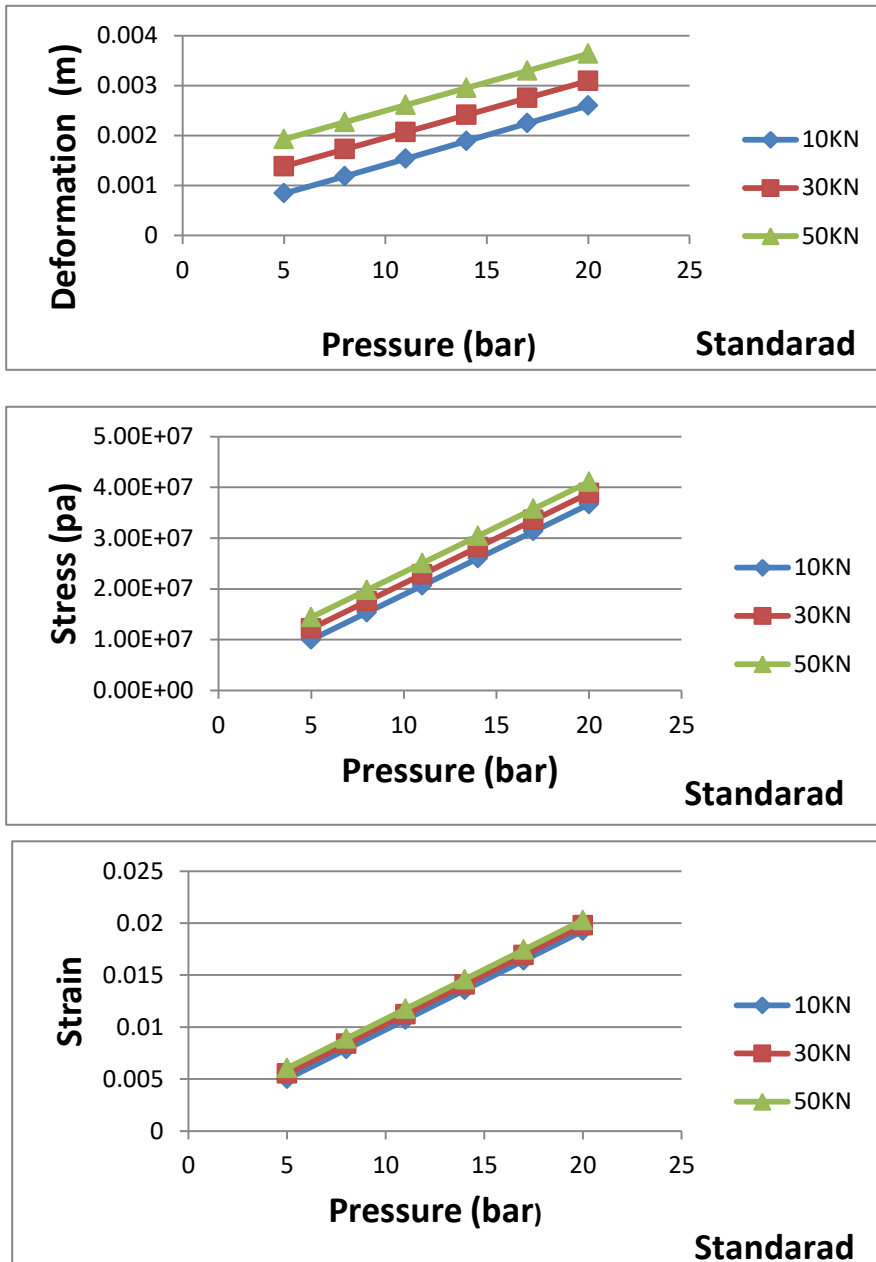 0.004
0.003
0.002
0.001
0
0 5 10 15 20 25
Deformation (m)
Pressure (bar)
10KN
30KN
50KN
Standarad
5.00E+07
4.00E+07
3.00E+07
2.00E+07
1.00E+07
0.00E+00
0 5 10 15 20 25
Stress (pa)
Pressure (bar)
10KN
30KN
50KN
Standarad
0.025
0.02
0.015
0.01
0.005
0
0 5 10 15 20 25
Strain
Pressure (bar)
10KN
30KN
50KN
Standarad